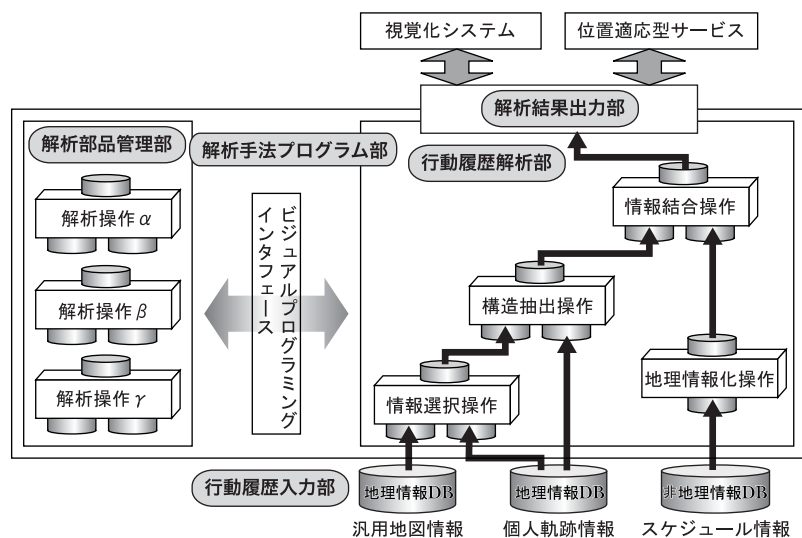 視覚化システム
位置適応型サービス
解析結果出力部
解析部品管理部
解析手法プログラム部
行動履歴解析部
解析操作α
解析操作β
解析操作γ
ビジュアルプログラミング
インタフェース
情報結合操作
構造抽出操作
情報選択操作
地理情報化操作
行動履歴入力部
地理情報DB
地理情報DB
非地理情報DB
汎用地図情報
個人軌跡情報
スケジュール情報